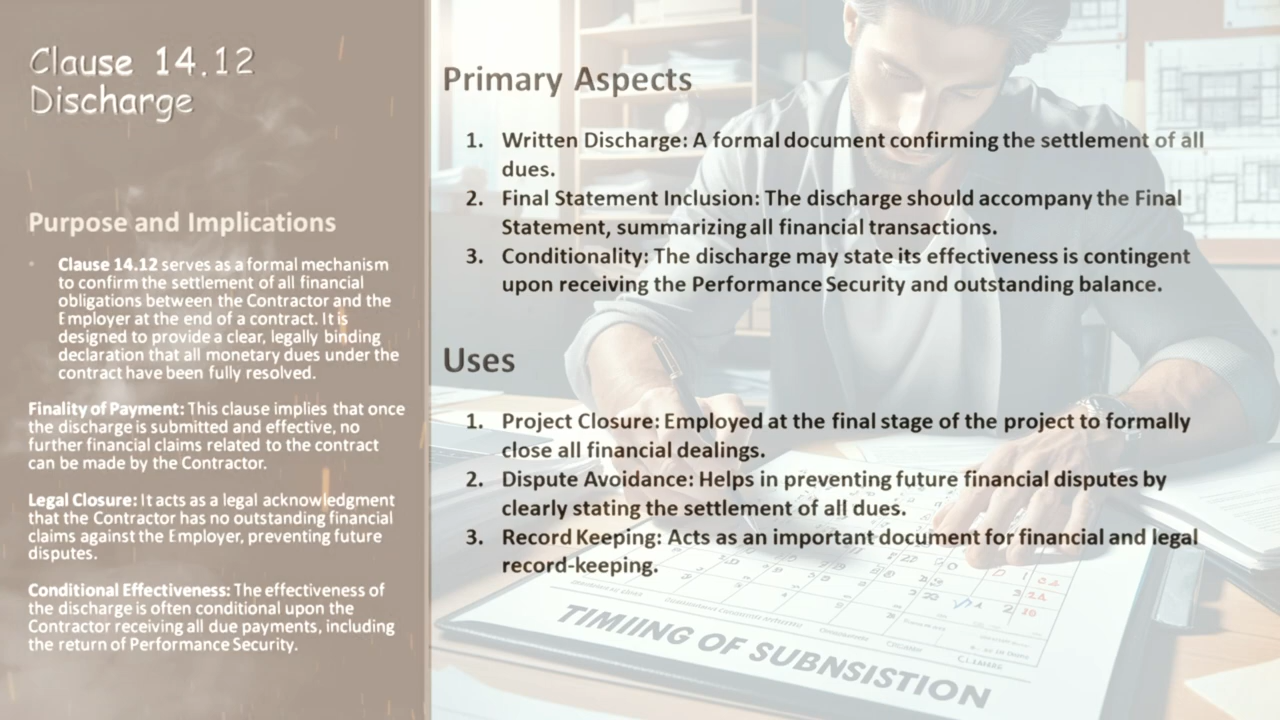 Clause 14.12
Discharge
Purpose and Implications
Clause 14.12 serves as a formal mechanism
to confirm the settlement of all financial
obligations between the Contractor and the
Employer at the end of a contract. It is
designed to provide a clear, legally binding
declaration that all monetary dues under the
contract have been fully resolved.
Finality of Payment: This clause implies that once
the discharge is submitted and effective, no
further financial claims related to the contract
can be made by the Contractor.
Legal Closure: It acts as a legal acknowledgment
that the Contractor has no outstanding financial
claims against the Employer, preventing future
disputes.
Conditional Effectiveness: The effectiveness of
the discharge is often conditional upon the
Contractor receiving all due payments, including
the return of Performance Security.
Primary Aspects
1. Written Discharge: A formal document confirming the settlement of all
dues.
2. Final Statement Inclusion: The discharge should accompany the Final
Statement, summarizing all financial transactions.
3. Conditionality: The discharge may state its effectiveness is contingent
upon receiving the Performance Security and outstanding balance.
Uses
1. Project Closure: Employed at the final stage of the project to formally
close all financial dealings.
2. Dispute Avoidance: Helps in preventing future financial disputes by
clearly stating the settlement of all dues.
3. Record Keeping: Acts as an important document for financial and legal
record-keeping.
TIMIING OF SUBNSISTION